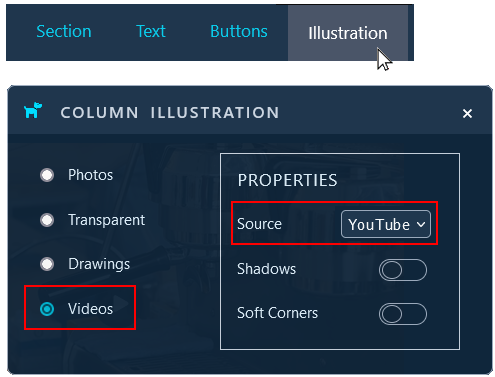 Section Text Buttons Illustration
COLUMN ILLUSTRATION ×
Photos
Transparent
Drawings
Videos
PROPERTIES
Source YouTube
Shadows
Soft Corners